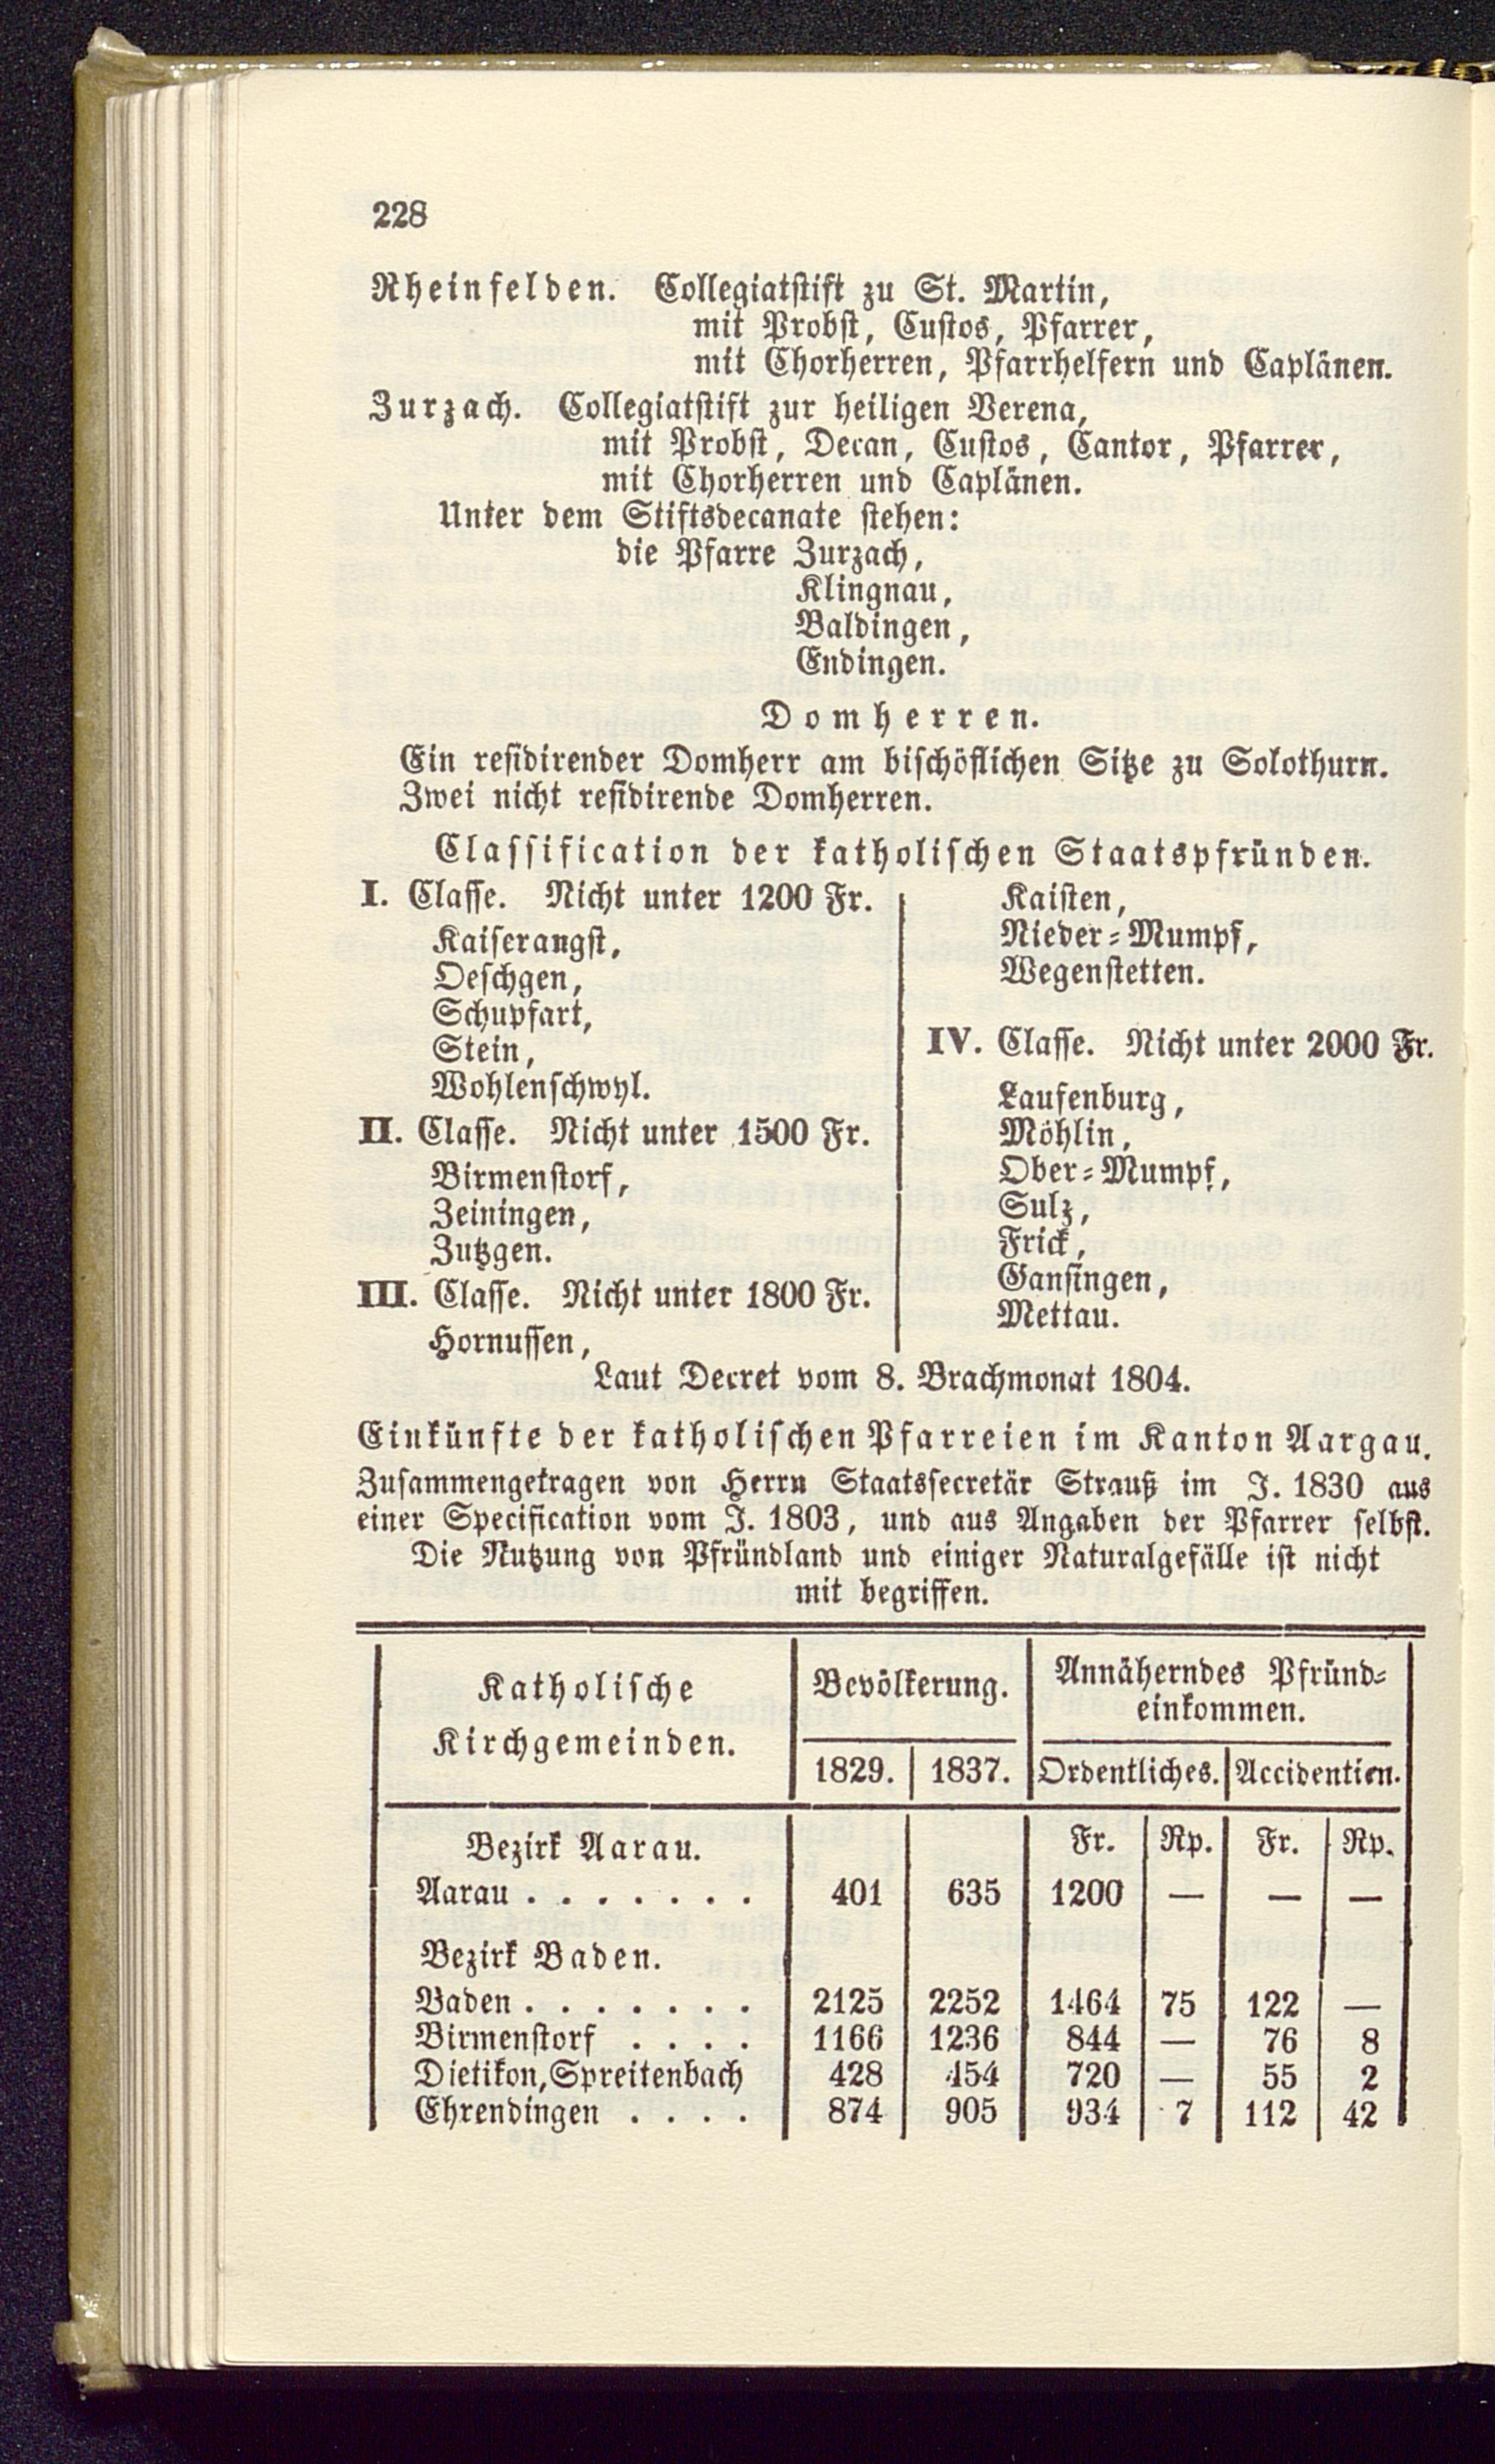 228
Rheinfelden. Collegiatstift zu St. Martin,
mit Probst, Custos, Pfarrer,
mit Chorherren, Pfarrhelfern und Caplänen.
Zurzach. Collegiatstift zur heiligen Verena,
mit Probst, Decan, Custos, Cantor, Pfarrer,
mit Chorherren und Caplänen.
Unter dem Stiftsdecanate stehen:
die Pfarre Zurzach,
Klingnau,
Baldingen,
Endingen.
Domherren.
Ein residirender Domherr am bischöflichen Sitze zu Solothurn.
Zwei nicht residirende Domherren.
Classification der katholischen Staatspfründen.
I. Classe. Nicht unter 1200 Fr.
Kaiserangst,
Oeschgen,
Schupfart,
Stein,
Wohlenschwyl.
II. Classe. Nicht unter 1500 Fr.
Birmenstorf,
Zeiningen,
Zutzgen.
III. Classe. Nicht unter 1800 Fr.
Hornussen,
Kaisten,
Nieder-Mumpf,
Wegenstetten.
IV. Classe. Nicht unter 2000 Fr.
Laufenburg,
Möhlin,
Ober-Mumpf,
Sulz,
Frick,
Gansingen,
Mettau.
Laut Decret vom 8. Brachmonat 1804.
Einkünfte der katholischen Pfarreien im Kanton Aargau.
Zusammengetragen von Herrn Staatssecretär Strauß im J. 1830 aus
einer Specification vom J. 1803, und aus Angaben der Pfarrer selbst.
Die Nutzung von Pfründland und einiger Naturalgefälle ist nicht
mit begriffen.
Katholische Kirchgemeinden. Bevölkerung. Annäherndes Pfründ-
einkommen.
1829. 1837. Ordentliches. Accidentien.
Bezirk Aarau. Fr. Rp. Fr. Rp.
Aarau . . . . . . . 401 635 1200 — — —
Bezirk Baden.
Baden . . . . . . . 2125 2252 1464 75 122 —
Birmenstorf . . . . 1166 1236 844 — 76 8
Dietikon, Spreitenbach 428 454 720 — 55 2
Ehrendingen . . . . 874 905 934 7 112 42